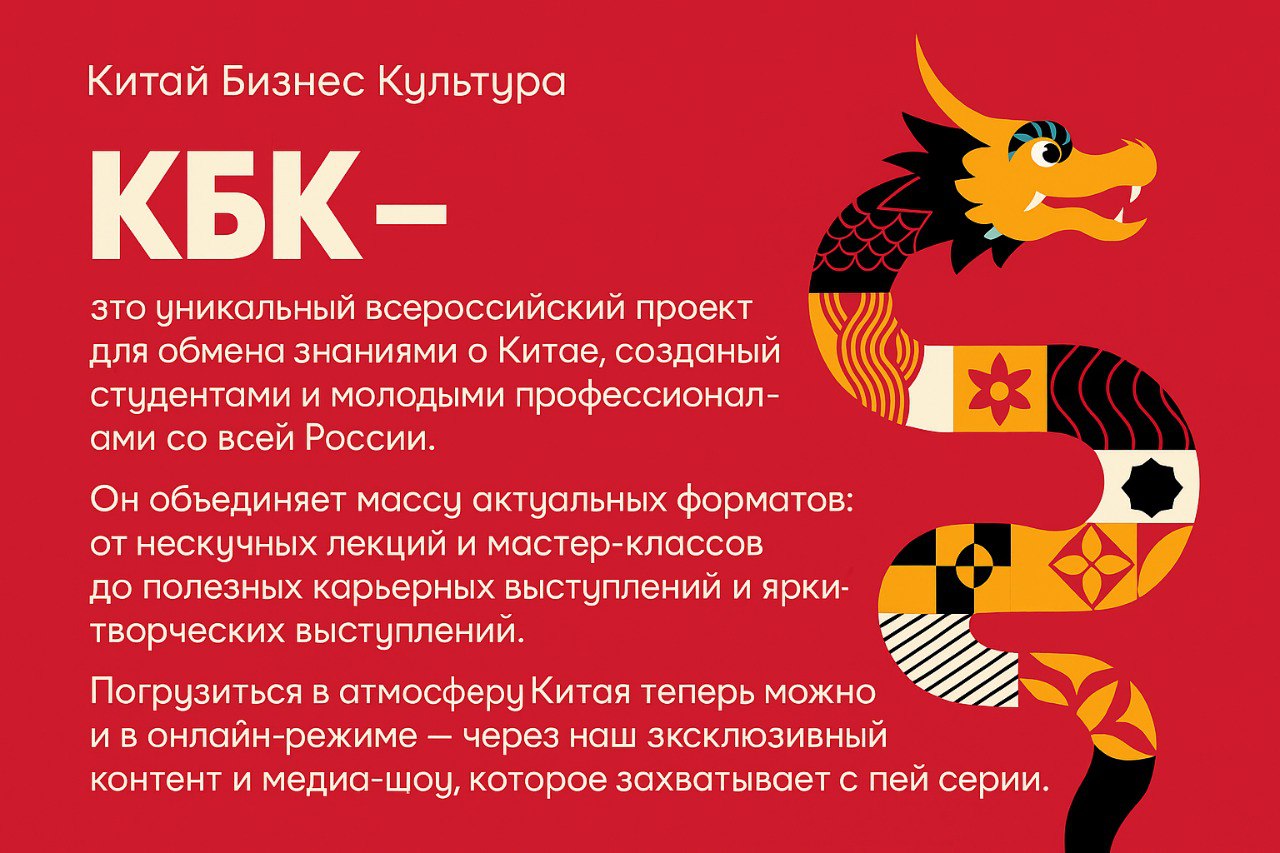 Китай Бизнес Культура
КБК –
зто уникальный всероссийский проект
для обмена знаниями о Китае, созданый
студентами и молодыми профессионал-
ами со всей России.
Он объединяет массу актуальных форматов:
от нескучных лекций и мастер-классов
до полезных карьерных выступлений и ярки-
творческих выступлений.
Погрузиться в атмосферу Китая теперь можно
и в онлайн-режиме — через наш зксклюзивный
контент и медиа-щоу, которое захватывает с пей серии.